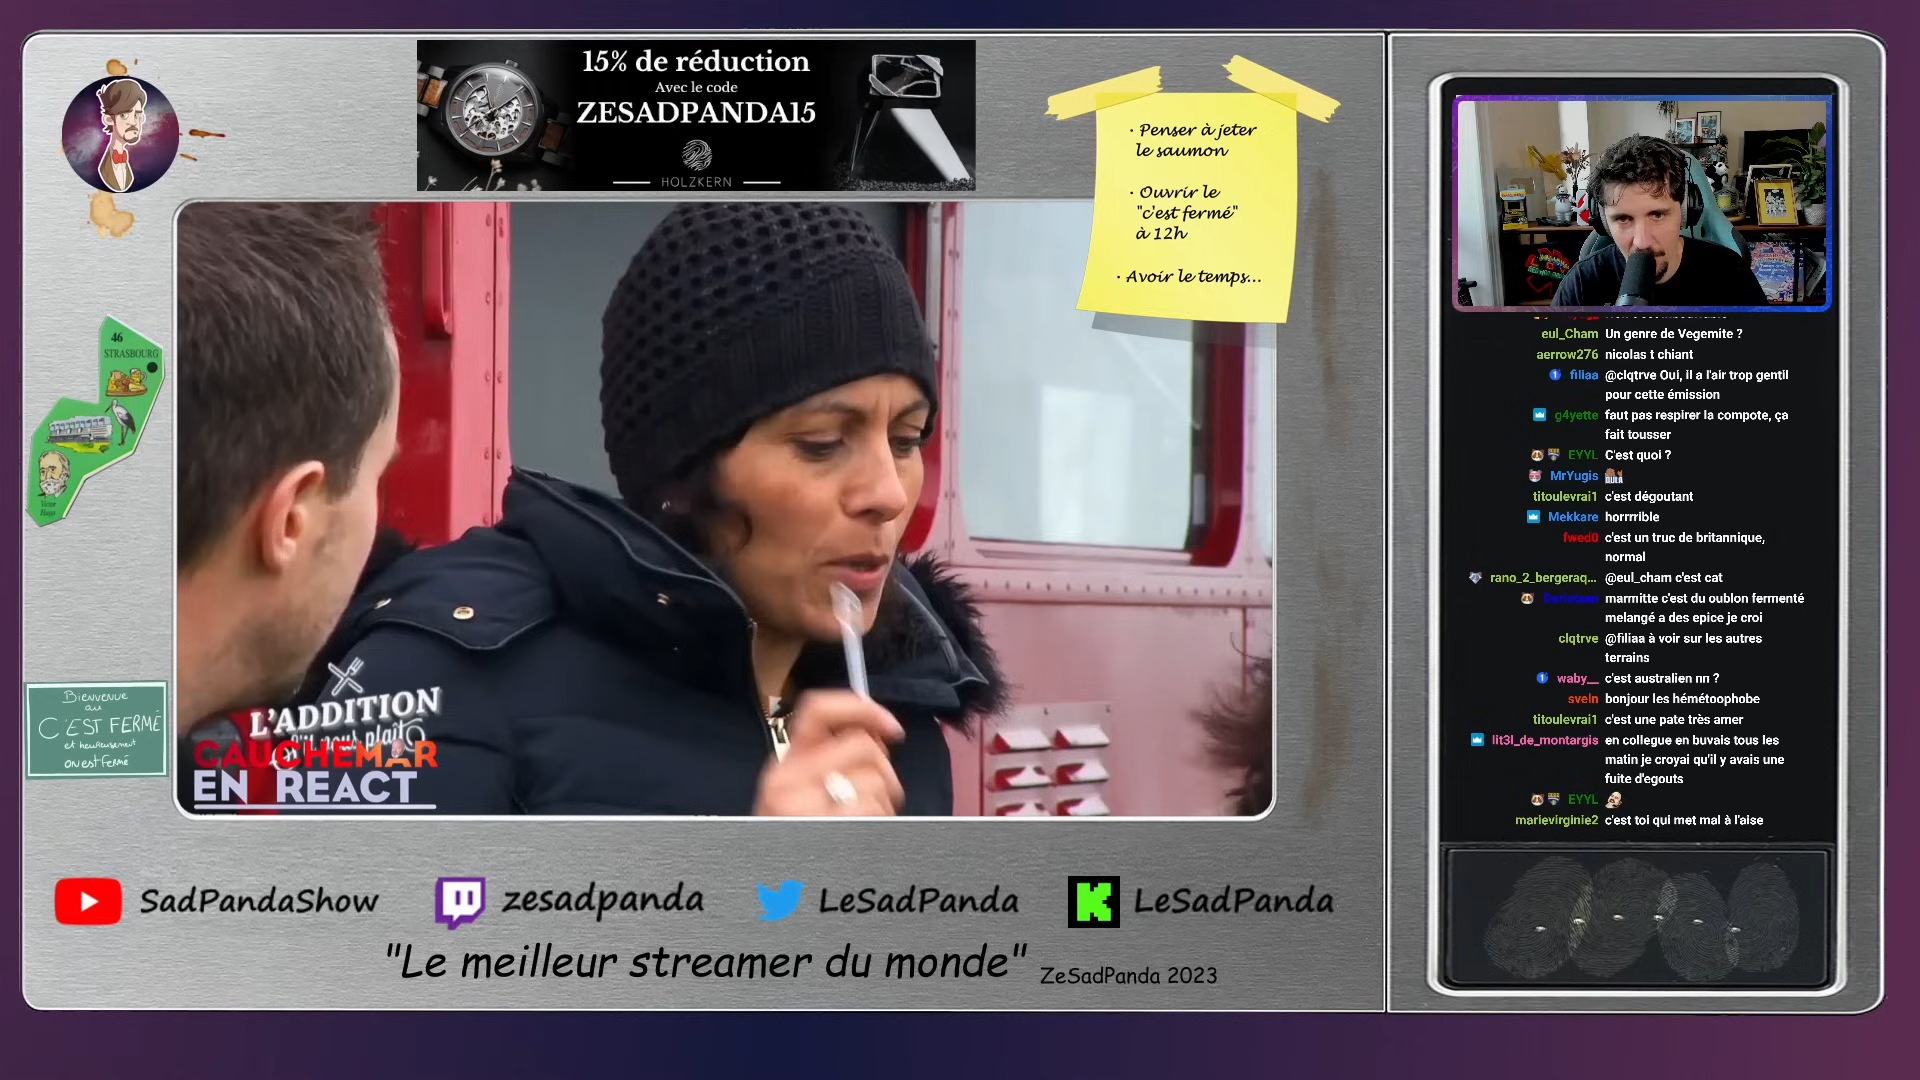 15% de réduction
Avec le code
ZESADPANDA15
HOLZKERN
· Penser à jeter
le saumon
· Ouvrir le
"c'est fermé"
à 12h
· Avoir le temps...
46
STRASBOURG
Victor
Hugo
Bienvenue
au
C'EST FERMÉ
et heureusement
on est fermé
L'ADDITION
s'il vous plaît
CAUCHEMAR
EN REACT
SadPandaShow
zesadpanda
LeSadPanda
LeSadPanda
"Le meilleur streamer du monde"
ZeSadPanda 2023
eul_Cham Un genre de Vegemite ?
aerrow276 nicolas t chiant
filiaa @clqtrve Oui, il a l'air trop gentil
pour cette émission
g4yette faut pas respirer la compote, ça
fait tousser
EYYL C'est quoi ?
MrYugis
titoulevrai1 c'est dégoutant
Mekkare horrrrible
fwed0 c'est un truc de britannique,
normal
rano_2_bergeraq... @eul_cham c'est cat
marmitte c'est du oublon fermenté
melangé a des epice je croi
clqtrve @filiaa à voir sur les autres
terrains
waby__ c'est australien nn ?
sveln bonjour les hémétoophobe
titoulevrai1 c'est une pate très amer
lit3l_de_montargis en collegue en buvais tous les
matin je croyai qu'il y avais une
fuite d'egouts
EYYL
marievirginie2 c'est toi qui met mal à l'aise